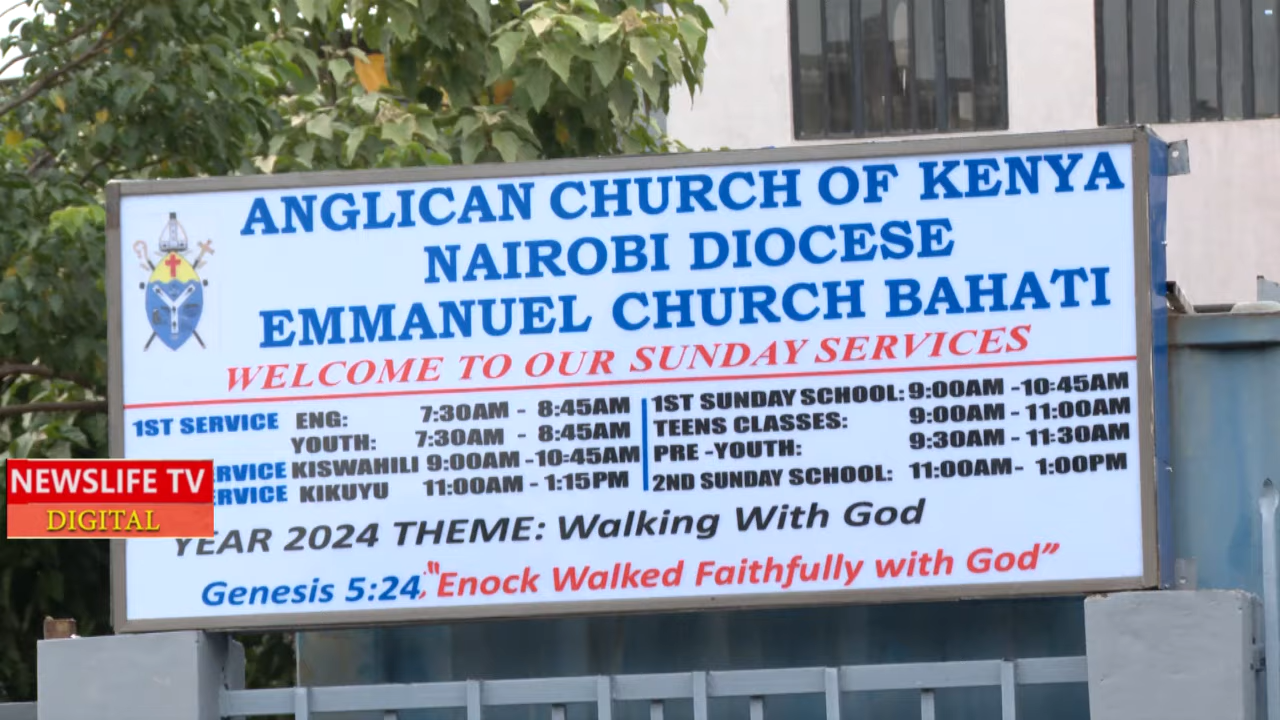 ANGLICAN CHURCH OF KENYA
NAIROBI DIOCESE
EMMANUEL CHURCH BAHATI
WELCOME TO OUR SUNDAY SERVICES
1ST SERVICE ENG: 7:30AM - 8:45AM
YOUTH: 7:30AM - 8:45AM
ERVICE KISWAHILI 9:00AM -10:45AM
ERVICE KIKUYU 11:00AM - 1:15PM
1ST SUNDAY SCHOOL: 9:00AM -10:45AM
TEENS CLASSES: 9:00AM - 11:00AM
PRE -YOUTH: 9:30AM - 11:30AM
2ND SUNDAY SCHOOL: 11:00AM- 1:00PM
YEAR 2024 THEME: Walking With God
Genesis 5:24,"Enock Walked Faithfully with God"
NEWSLIFE TV
DIGITAL